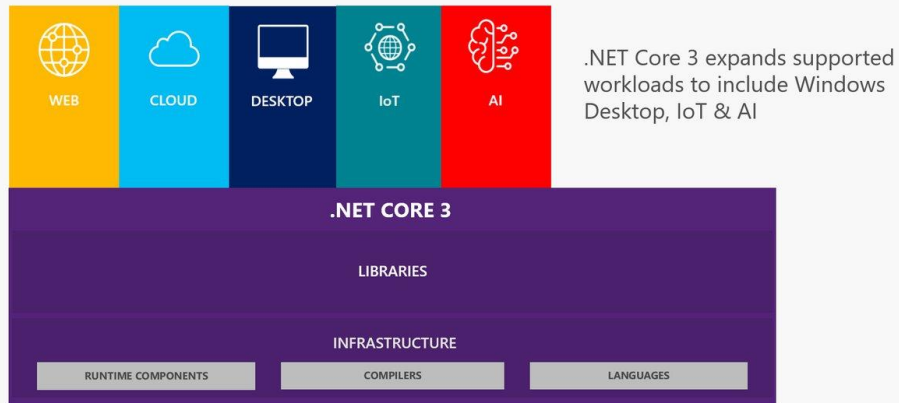 WEB
CLOUD
DESKTOP
IoT
AI
.NET Core 3 expands supported
workloads to include Windows
Desktop, IoT & AI
.NET CORE 3
LIBRARIES
INFRASTRUCTURE
RUNTIME COMPONENTS
COMPILERS
LANGUAGES